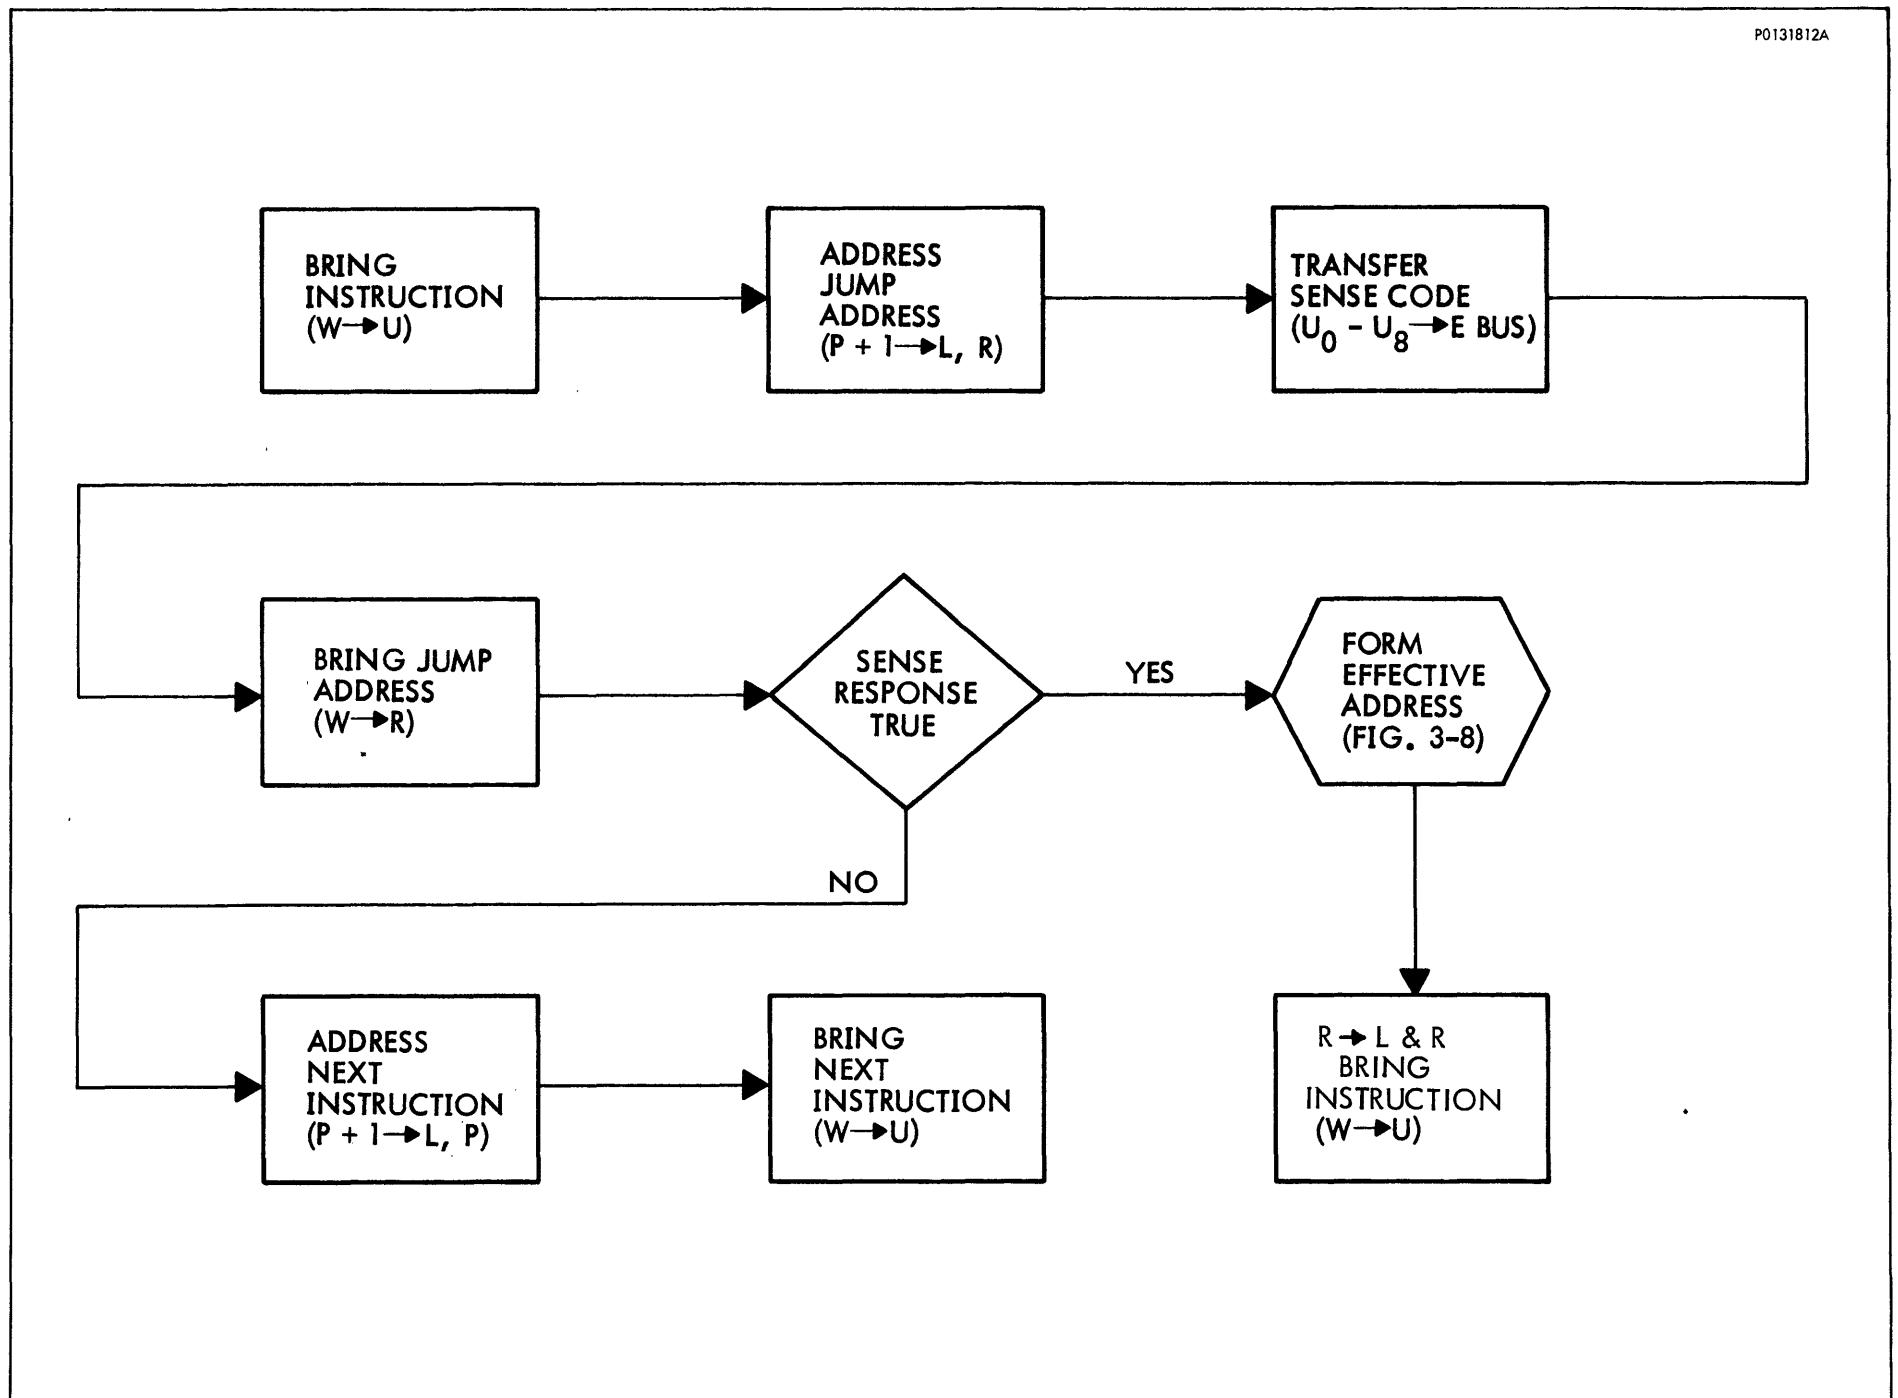 P0131812A
BRING
INSTRUCTION
(W→U)
ADDRESS
JUMP
ADDRESS
(P + 1→L, R)
TRANSFER
SENSE CODE
(U0 - U8→E BUS)
BRING JUMP
ADDRESS
(W→R)
SENSE
RESPONSE
TRUE
YES
FORM
EFFECTIVE
ADDRESS
(FIG. 3-8)
NO
ADDRESS
NEXT
INSTRUCTION
(P + 1→L, P)
BRING
NEXT
INSTRUCTION
(W→U)
R→L & R
BRING
INSTRUCTION
(W→U)